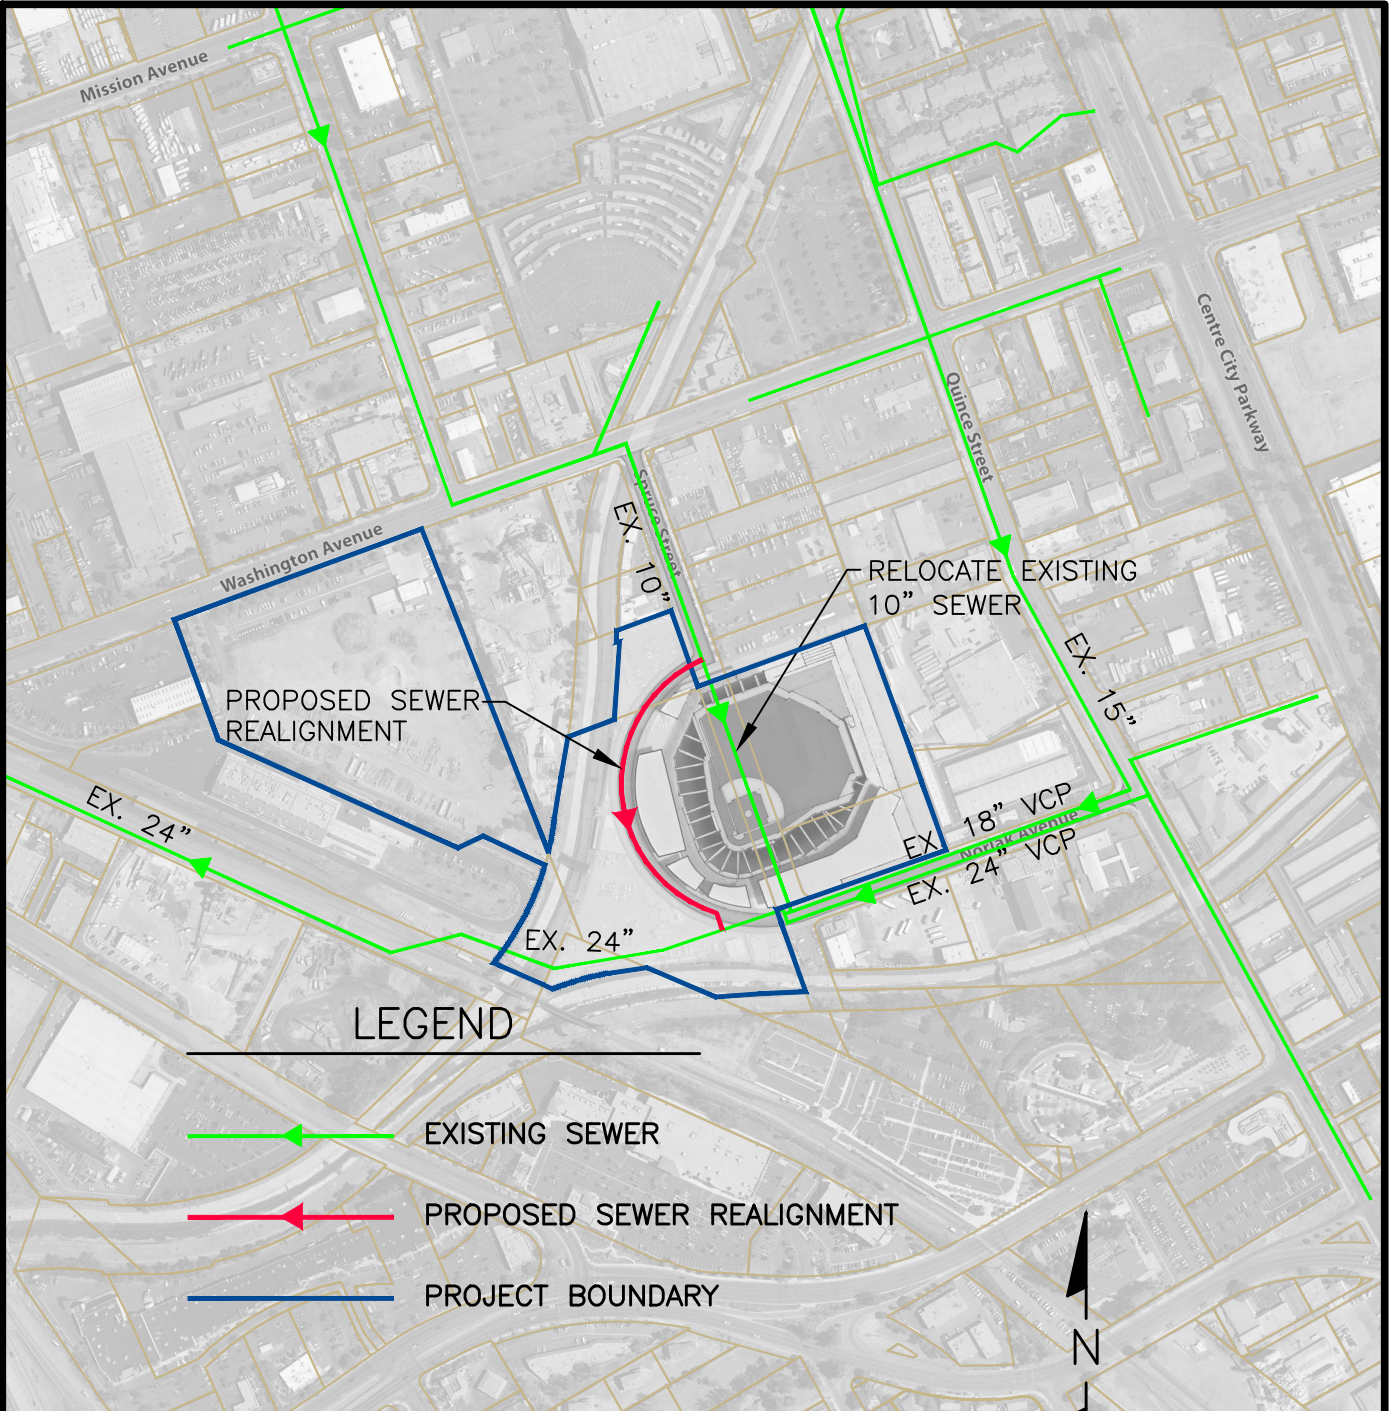 Mission Avenue
Centre City Parkway
Quince Street
Spruce Street
EX. 10"
Washington Avenue
RELOCATE EXISTING
10" SEWER
EX. 15"
PROPOSED SEWER
REALIGNMENT
EX. 24"
EX. 18" VCP
Norlak Avenue
EX. 24" VCP
EX. 24"
LEGEND
EXISTING SEWER
PROPOSED SEWER REALIGNMENT
PROJECT BOUNDARY
N